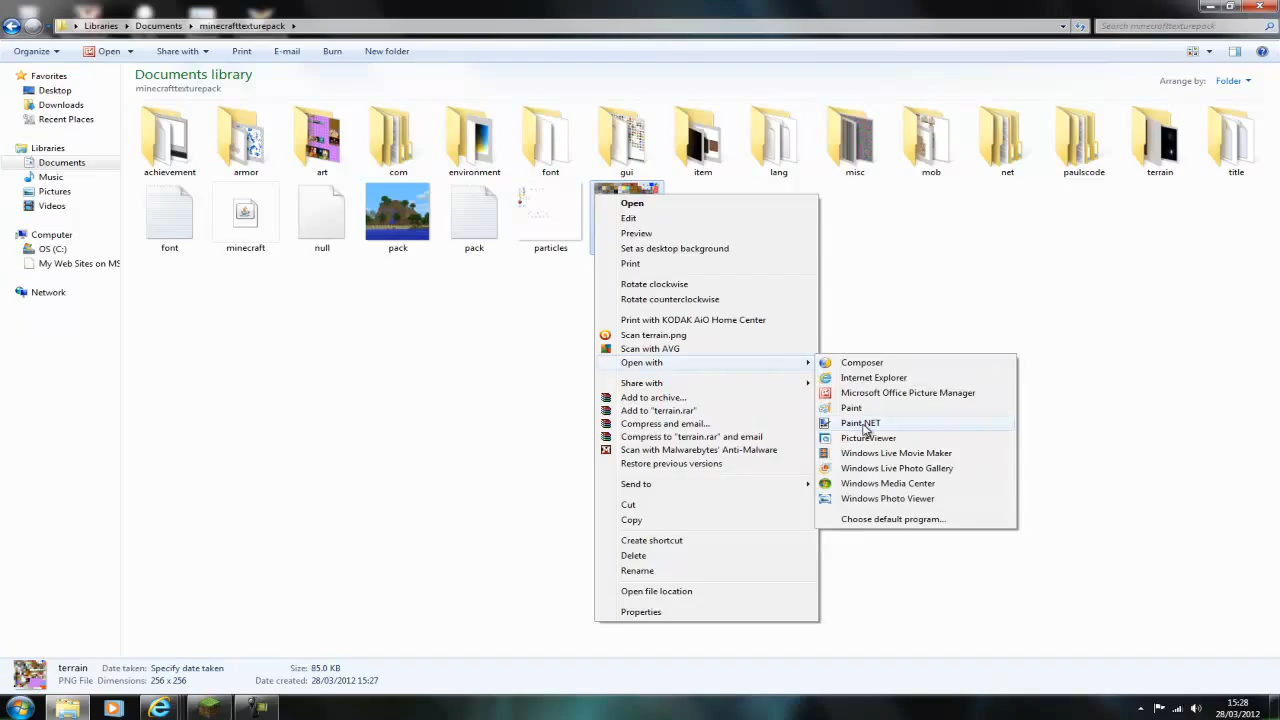 Libraries ▸ Documents ▸ minecrafttexturepack ▸
Search minecrafttexturepack
Organize Open Share with Print E-mail Burn New folder
Favorites
Desktop
Downloads
Recent Places
Libraries
Documents
Music
Pictures
Videos
Computer
OS (C:)
My Web Sites on MS
Network
Documents library
minecrafttexturepack
Arrange by: Folder
achievement armor art com environment font gui item lang misc mob net paulscode terrain title
font minecraft null pack pack particles
Open
Edit
Preview
Set as desktop background
Print
Rotate clockwise
Rotate counterclockwise
Print with KODAK AiO Home Center
Scan terrain.png
Scan with AVG
Open with
Share with
Add to archive...
Add to "terrain.rar"
Compress and email...
Compress to "terrain.rar" and email
Scan with Malwarebytes' Anti-Malware
Restore previous versions
Send to
Cut
Copy
Create shortcut
Delete
Rename
Open file location
Properties
Composer
Internet Explorer
Microsoft Office Picture Manager
Paint
Paint.NET
PictureViewer
Windows Live Movie Maker
Windows Live Photo Gallery
Windows Media Center
Windows Photo Viewer
Choose default program...
terrain Date taken: Specify date taken Size: 85.0 KB
PNG File Dimensions: 256 x 256 Date created: 28/03/2012 15:27
15:28
28/03/2012